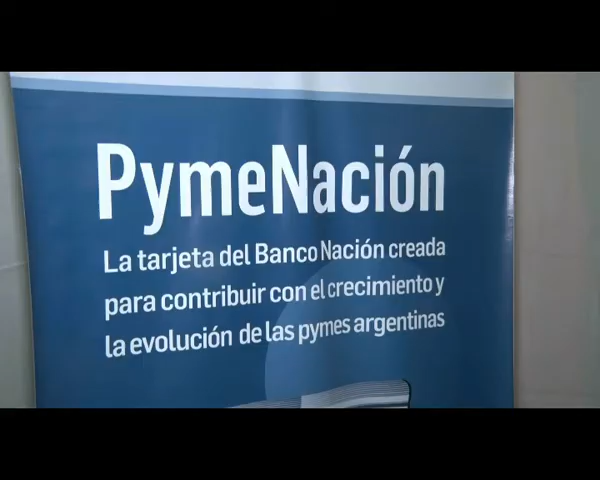 PymeNación
La tarjeta del Banco Nación creada
para contribuir con el crecimiento y
la evolución de las pymes argentinas